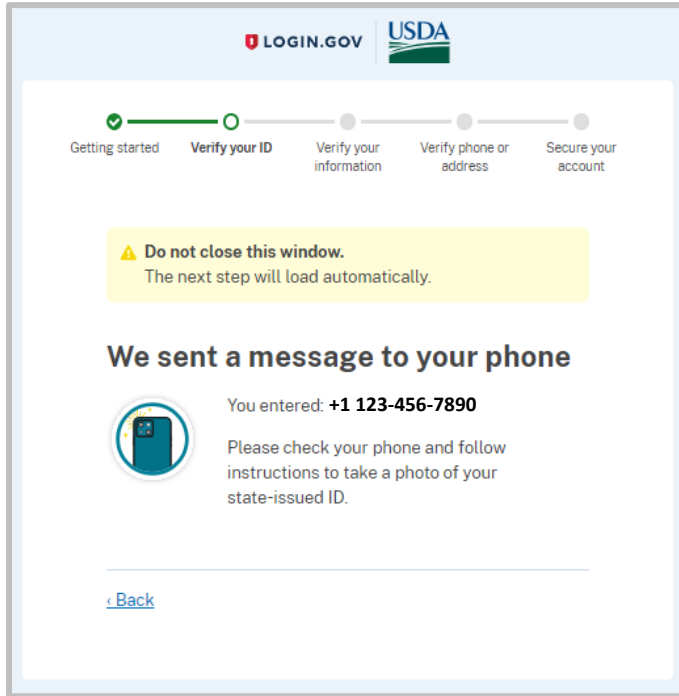 LOGIN.GOV USDA
Getting started Verify your ID Verify your Verify phone or Secure your
information address account
Do not close this window.
The next step will load automatically.
We sent a message to your phone
You entered: +1 123-456-7890
Please check your phone and follow
instructions to take a photo of your
state-issued ID.
‹ Back